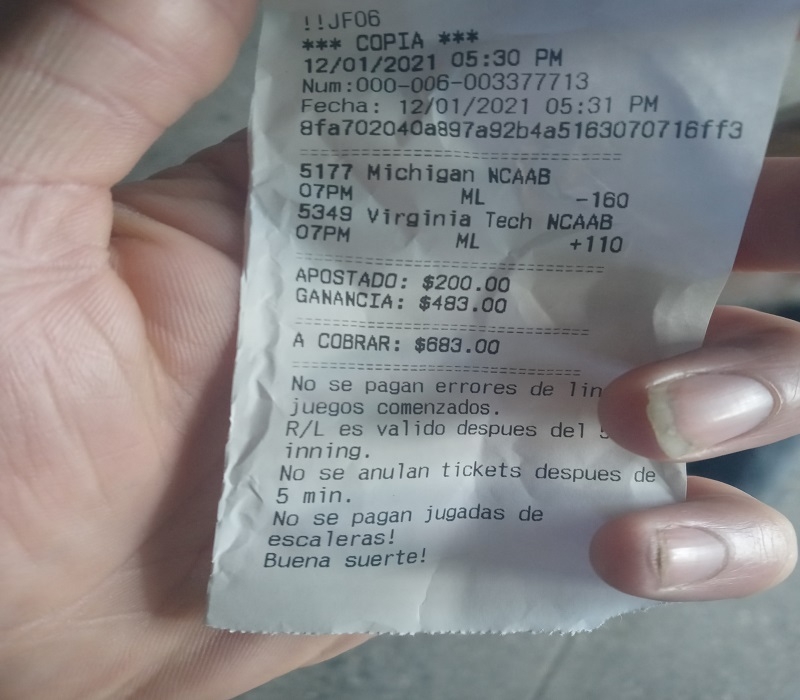 !!JF06
*** COPIA ***
12/01/2021 05:30 PM
Num:000-006-003377713
Fecha: 12/01/2021 05:31 PM
8fa702040a897a92b4a5163070716ff3
5177 Michigan NCAAB
07PM ML -160
5349 Virginia Tech NCAAB
07PM ML +110
APOSTADO: $200.00
GANANCIA: $483.00
A COBRAR: $683.00
No se pagan errores de
juegos comenzados.
R/L es valido despues del
inning.
No se anulan tickets despues de
5 min.
No se pagan jugadas de
escaleras!
Buena suerte!